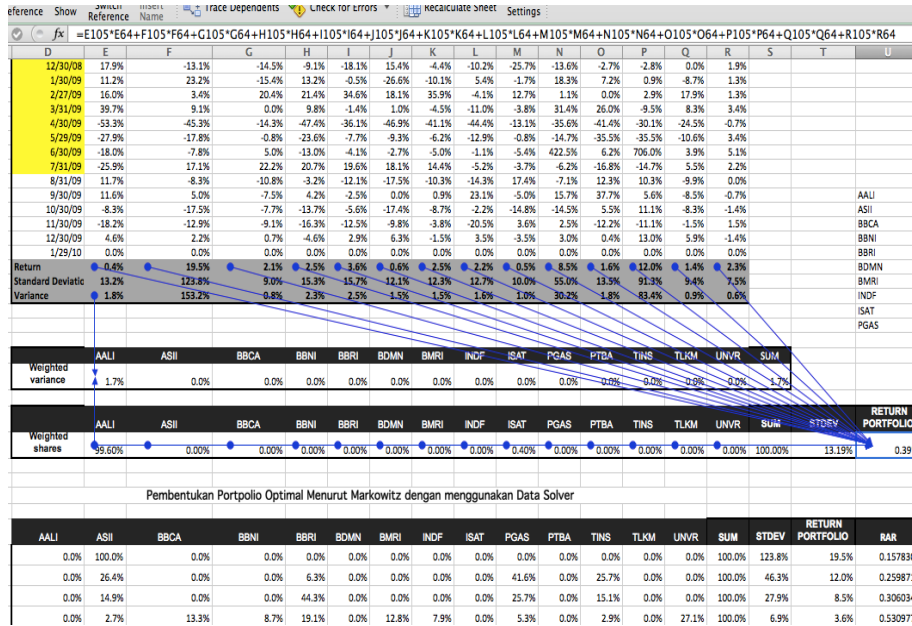 eference Show Switch Reference Insert Name Trace Dependents Check for Errors Recalculate Sheet Settings
fx =E105*E64+F105*F64+G105*G64+H105*H64+I105*I64+J105*J64+K105*K64+L105*L64+M105*M64+N105*N64+O105*O64+P105*P64+Q105*Q64+R105*R64
D E F G H I J K L M N O P Q R S T U
12/30/08 17.9% -13.1% -14.5% -9.1% -18.1% 15.4% -4.4% -10.2% -25.7% -13.6% -2.7% -2.8% 0.0% 1.9%
1/30/09 11.2% 23.2% -15.4% 13.2% -0.5% -26.6% -10.1% 5.4% -1.7% 18.3% 7.2% 0.9% -8.7% 1.3%
2/27/09 16.0% 3.4% 20.4% 21.4% 34.6% 18.1% 35.9% -4.1% 12.7% 1.1% 0.0% 2.9% 17.9% 1.3%
3/31/09 39.7% 9.1% 0.0% 9.8% -1.4% 1.0% -4.5% -11.0% -3.8% 31.4% 26.0% -9.5% 8.3% 3.4%
4/30/09 -53.3% -45.3% -14.3% -47.4% -36.1% -46.9% -41.1% -44.4% -13.1% -35.6% -41.4% -30.1% -24.5% -0.7%
5/29/09 -27.9% -17.8% -0.8% -23.6% -7.7% -9.3% -6.2% -12.9% -0.8% -14.7% -35.5% -35.5% -10.6% 3.4%
6/30/09 -18.0% -7.8% 5.0% -13.0% -4.1% -2.7% -5.0% -1.1% -5.4% 422.5% 6.2% 706.0% 3.9% 5.1%
7/31/09 -25.9% 17.1% 22.2% 20.7% 19.6% 18.1% 14.4% -5.2% -3.7% -6.2% -16.8% -14.7% 5.5% 2.2%
8/31/09 11.7% -8.3% -10.8% -3.2% -12.1% -17.5% -10.3% -14.3% 17.4% -7.1% 12.3% 10.3% -9.9% 0.0%
9/30/09 11.6% 5.0% -7.5% 4.2% -2.5% 0.0% 0.9% 23.1% -5.0% 15.7% 37.7% 5.6% -8.5% -0.7% AALI
10/30/09 -8.3% -17.5% -7.7% -13.7% -5.6% -17.4% -8.7% -2.2% -14.8% -14.5% 5.5% 11.1% -8.3% -1.4% ASII
11/30/09 -18.2% -12.9% -9.1% -16.3% -12.5% -9.8% -3.8% -20.5% 3.6% 2.5% -12.2% -11.1% -1.5% 1.5% BBCA
12/30/09 4.6% 2.2% 0.7% -4.6% 2.9% 6.3% -1.5% 3.5% -3.5% 3.0% 0.4% 13.0% 5.9% -1.4% BBNI
1/29/10 0.0% 0.0% 0.0% 0.0% 0.0% 0.0% 0.0% 0.0% 0.0% 0.0% 0.0% 0.0% 0.0% 0.0% BBRI
Return 0.4% 19.5% 2.1% 2.5% 3.6% 0.6% 2.5% 2.2% 0.5% 8.5% 1.6% 12.0% 1.4% 2.3% BDMN
Standard Deviatic 13.2% 123.8% 9.0% 15.3% 15.7% 12.1% 12.3% 12.7% 10.0% 55.0% 13.5% 91.3% 9.4% 7.5% BMRI
Variance 1.8% 153.2% 0.8% 2.3% 2.5% 1.5% 1.5% 1.6% 1.0% 30.2% 1.8% 83.4% 0.9% 0.6% INDF
ISAT
PGAS
AALI ASII BBCA BBNI BBRI BDMN BMRI INDF ISAT PGAS PTBA TINS TLKM UNVR SUM
Weighted variance 1.7% 0.0% 0.0% 0.0% 0.0% 0.0% 0.0% 0.0% 0.0% 0.0% 0.0% 0.0% 0.0% 0.0% 1.7%
AALI ASII BBCA BBNI BBRI BDMN BMRI INDF ISAT PGAS PTBA TINS TLKM UNVR SUM STDEV RETURN PORTFOLIO
Weighted shares 99.60% 0.00% 0.00% 0.00% 0.00% 0.00% 0.00% 0.00% 0.40% 0.00% 0.00% 0.00% 0.00% 0.00% 100.00% 13.19% 0.39
Pembentukan Portpolio Optimal Menurut Markowitz dengan menggunakan Data Solver
AALI ASII BBCA BBNI BBRI BDMN BMRI INDF ISAT PGAS PTBA TINS TLKM UNVR SUM STDEV RETURN PORTFOLIO RAR
0.0% 100.0% 0.0% 0.0% 0.0% 0.0% 0.0% 0.0% 0.0% 0.0% 0.0% 0.0% 0.0% 0.0% 100.0% 123.8% 19.5% 0.157830
0.0% 26.4% 0.0% 0.0% 6.3% 0.0% 0.0% 0.0% 0.0% 41.6% 0.0% 25.7% 0.0% 0.0% 100.0% 46.3% 12.0% 0.25987
0.0% 14.9% 0.0% 0.0% 44.3% 0.0% 0.0% 0.0% 0.0% 25.7% 0.0% 15.1% 0.0% 0.0% 100.0% 27.9% 8.5% 0.306034
0.0% 2.7% 13.3% 8.7% 19.1% 0.0% 12.8% 7.9% 0.0% 5.3% 0.0% 2.9% 0.0% 27.1% 100.0% 6.9% 3.6% 0.53097